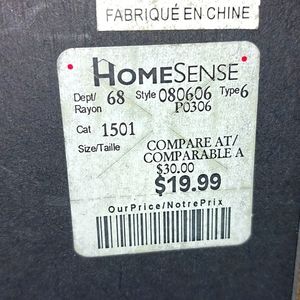 FABRIQUÉ EN CHINE
HOMESENSE
Dept/ 68 Style 080606 Type 6
Rayon P0306
Cat 1501
Size/Taille
COMPARE AT/
COMPARABLE A
$30.00
$19.99
OurPrice/NotrePrix